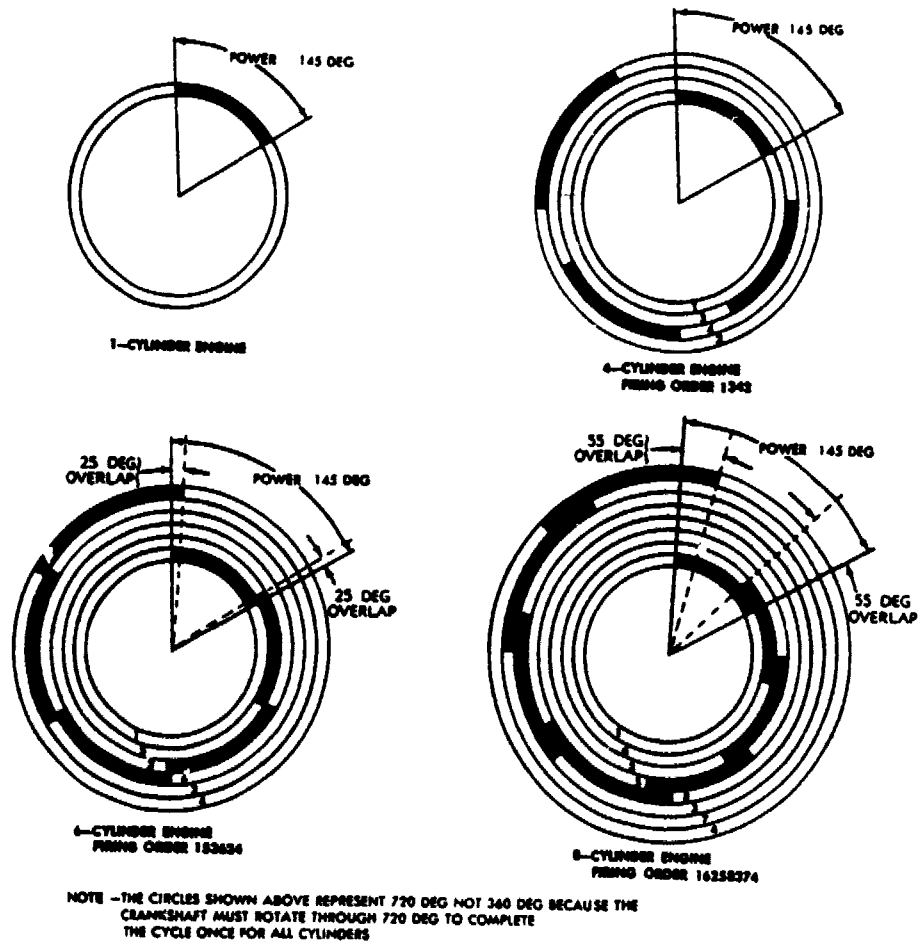 POWER 145 DEG
POWER 145 DEG
1—CYLINDER ENGINE
4—CYLINDER ENGINE
FIRING ORDER 1342
25 DEG
OVERLAP
POWER 145 DEG
25 DEG
OVERLAP
55 DEG
OVERLAP
POWER 145 DEG
55 DEG
OVERLAP
6—CYLINDER ENGINE
FIRING ORDER 153624
8—CYLINDER ENGINE
FIRING ORDER 16258374
NOTE —THE CIRCLES SHOWN ABOVE REPRESENT 720 DEG NOT 360 DEG BECAUSE THE
CRANKSHAFT MUST ROTATE THROUGH 720 DEG TO COMPLETE
THE CYCLE ONCE FOR ALL CYLINDERS